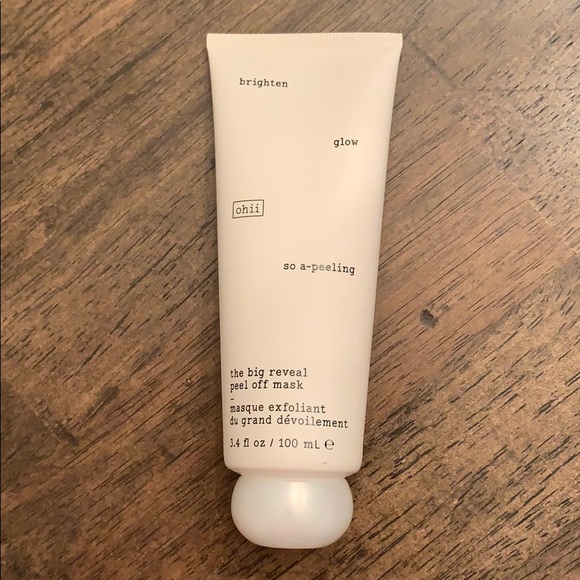 brighten
glow
ohii
so a-peeling
the big reveal
peel off mask
-
masque exfoliant
du grand dévoilement
3.4 fl oz / 100 mL ℮